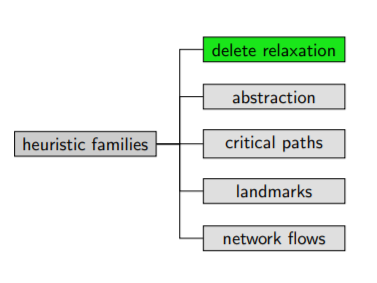 delete relaxation
abstraction
heuristic families
critical paths
landmarks
network flows